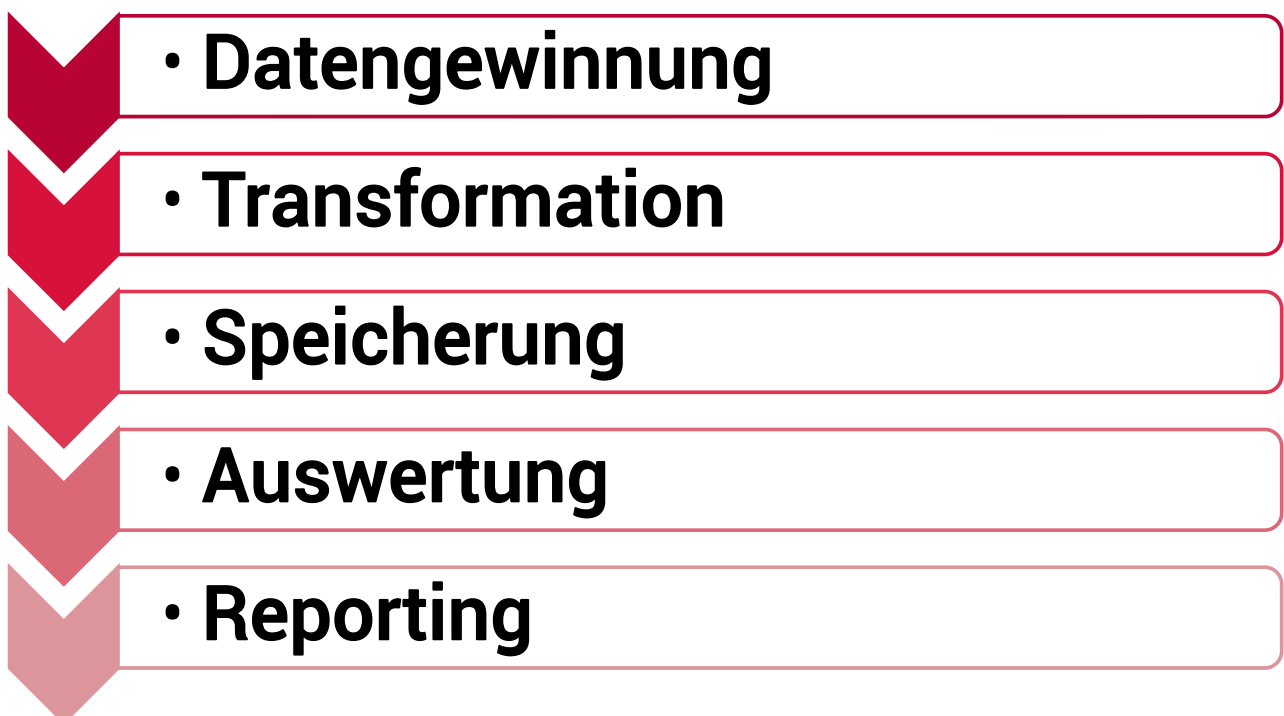 • Datengewinnung
• Transformation
• Speicherung
• Auswertung
• Reporting